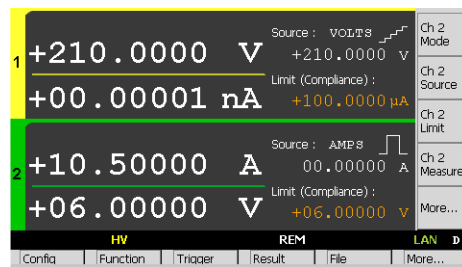 1
+210.0000 V
Source : VOLTS
+210.0000 V
+00.00001 nA
Limit (Compliance) :
+100.0000 µA
2
+10.50000 A
Source : AMPS
00.00000 A
+06.00000 V
Limit (Compliance) :
+06.00000 V
Ch 2 Mode
Ch 2 Source
Ch 2 Limit
Ch 2 Measure
More...
HV REM LAN D
Config Function Trigger Result File More...